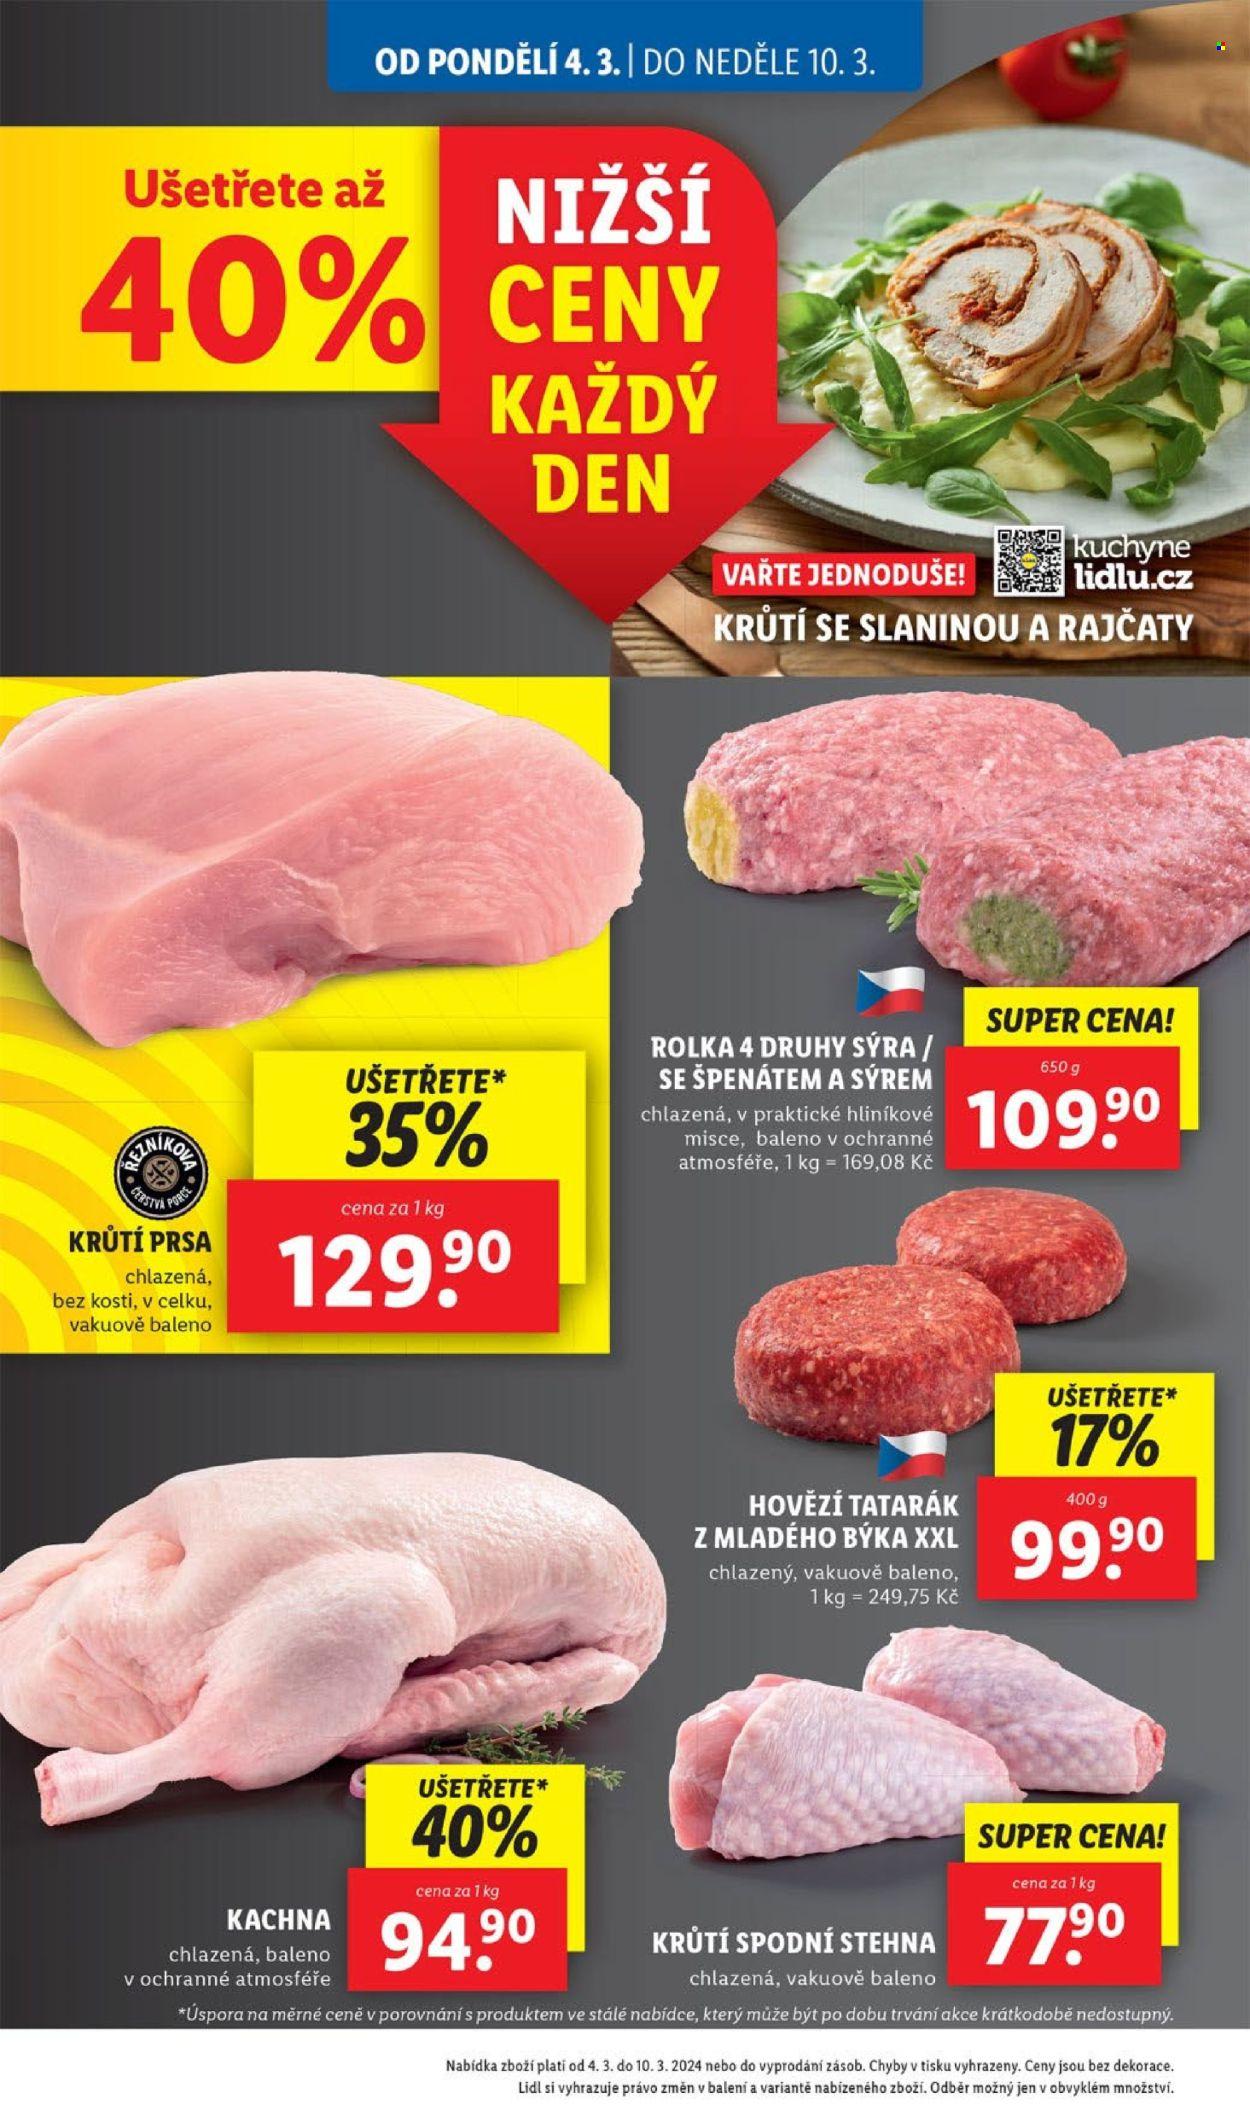 OD PONDĚLÍ 4. 3. | DO NEDĚLE 10. 3.
Ušetřete až
40%
NIŽŠÍ
CENY
KAŽDÝ
DEN
VAŘTE JEDNODUŠE!
kuchyne
lidlu.cz
KRŮTÍ SE SLANINOU A RAJČATY
UŠETŘETE*
35%
ŘEZNÍKOVA
ČERSTVÁ PORCE
KRŮTÍ PRSA
chlazená,
bez kosti, v celku,
vakuově baleno
cena za 1 kg
129.90
SUPER CENA!
ROLKA 4 DRUHY SÝRA /
SE ŠPENÁTEM A SÝREM
chlazená, v praktické hliníkové
misce, baleno v ochranné
atmosféře, 1 kg = 169,08 Kč
650 g
109.90
UŠETŘETE*
17%
HOVĚZÍ TATARÁK
Z MLADÉHO BÝKA XXL
chlazený, vakuově baleno,
1 kg = 249,75 Kč
400 g
99.90
UŠETŘETE*
40%
KACHNA
chlazená, baleno
v ochranné atmosféře
cena za 1 kg
94.90
SUPER CENA!
KRŮTÍ SPODNÍ STEHNA
chlazená, vakuově baleno
cena za 1 kg
77.90
*Úspora na měrné ceně v porovnání s produktem ve stálé nabídce, který může být po dobu trvání akce krátkodobě nedostupný.
Nabídka zboží platí od 4. 3. do 10. 3. 2024 nebo do vyprodání zásob. Chyby v tisku vyhrazeny. Ceny jsou bez dekorace.
Lidl si vyhrazuje právo změn v balení a variantě nabízeného zboží. Odběr možný jen v obvyklém množství.